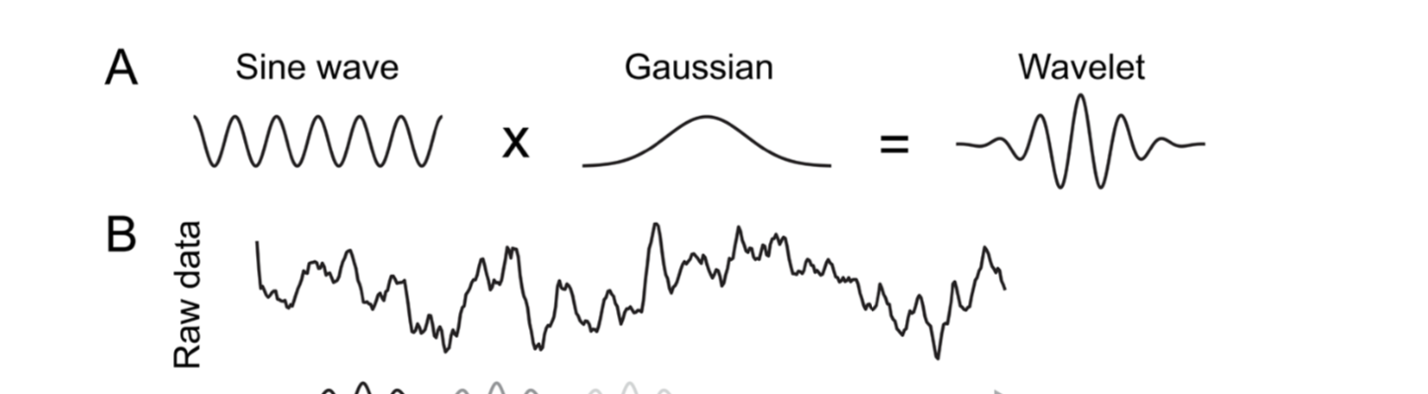 A
Sine wave
Gaussian
Wavelet
x
=
B
Raw data